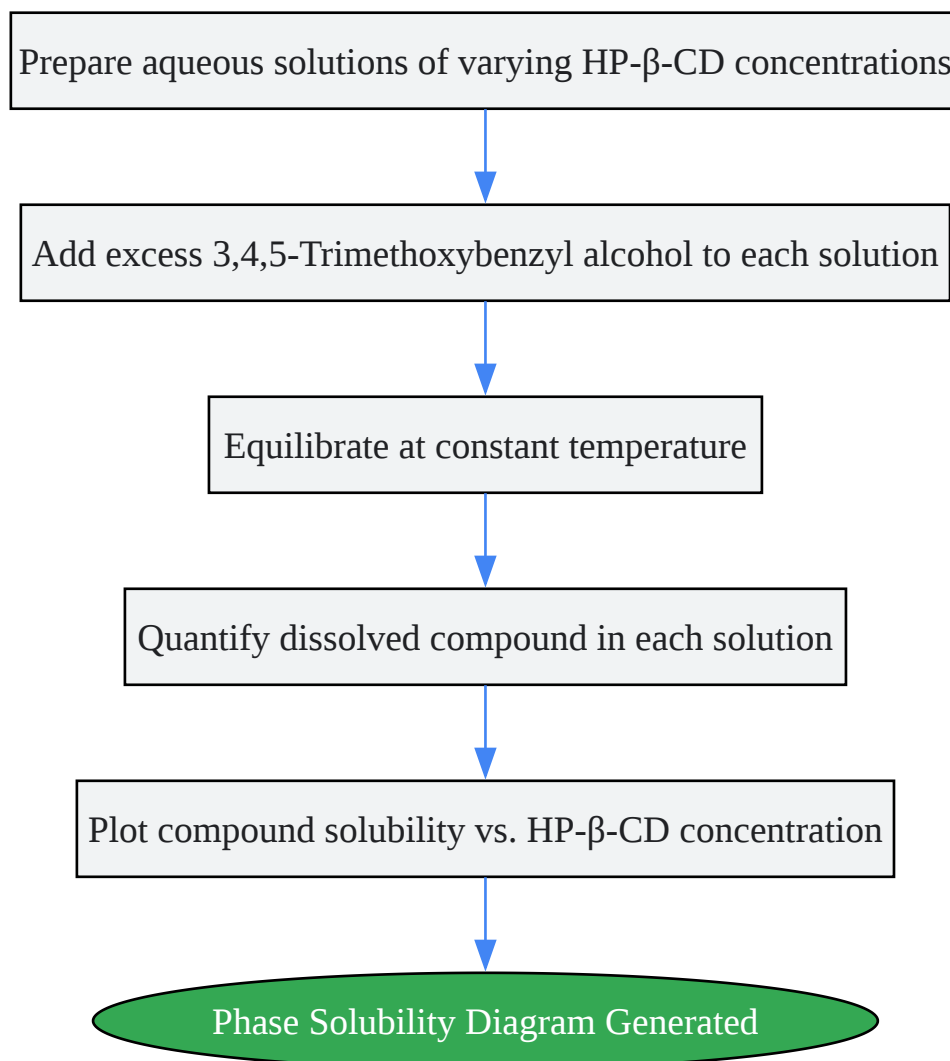 Prepare aqueous solutions of varying HP-β-CD concentrations
Add excess 3,4,5-Trimethoxybenzyl alcohol to each solution
Equilibrate at constant temperature
Quantify dissolved compound in each solution
Plot compound solubility vs. HP-β-CD concentration
Phase Solubility Diagram Generated